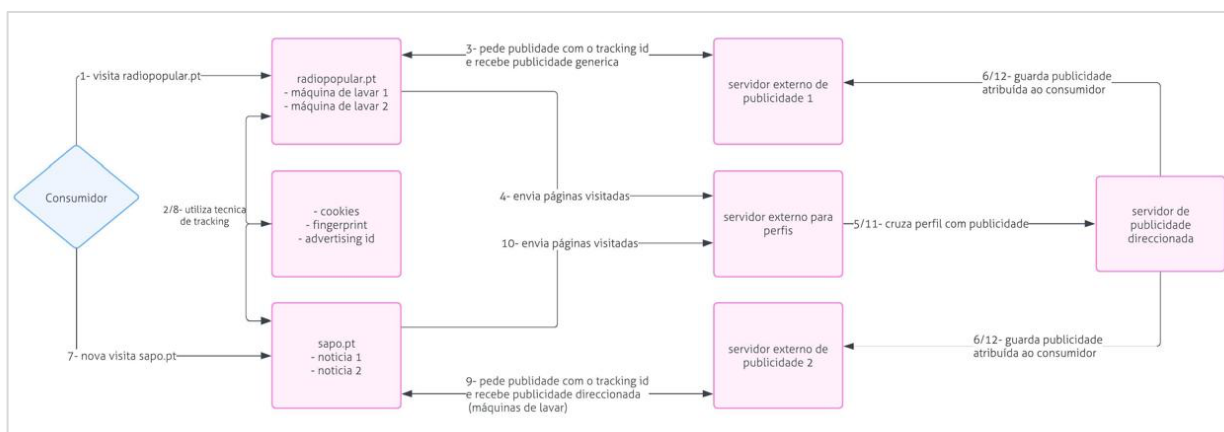 1- visita radiopopular.pt
radiopopular.pt
- máquina de lavar 1
- máquina de lavar 2
3- pede publidade com o tracking id
e recebe publicidade generica
servidor externo de
publicidade 1
6/12- guarda publicidade
atribuída ao consumidor
Consumidor
2/8- utiliza tecnica
de tracking
- cookies
- fingerprint
- advertising id
4- envia páginas visitadas
10- envia páginas visitadas
servidor externo para
perfis
5/11- cruza perfil com publicidade
servidor de
publicidade
direccionada
7- nova visita sapo.pt
sapo.pt
- noticia 1
- noticia 2
9- pede publidade com o tracking id
e recebe publicidade direccionada
(máquinas de lavar)
servidor externo de
publicidade 2
6/12- guarda publicidade
atribuída ao consumidor